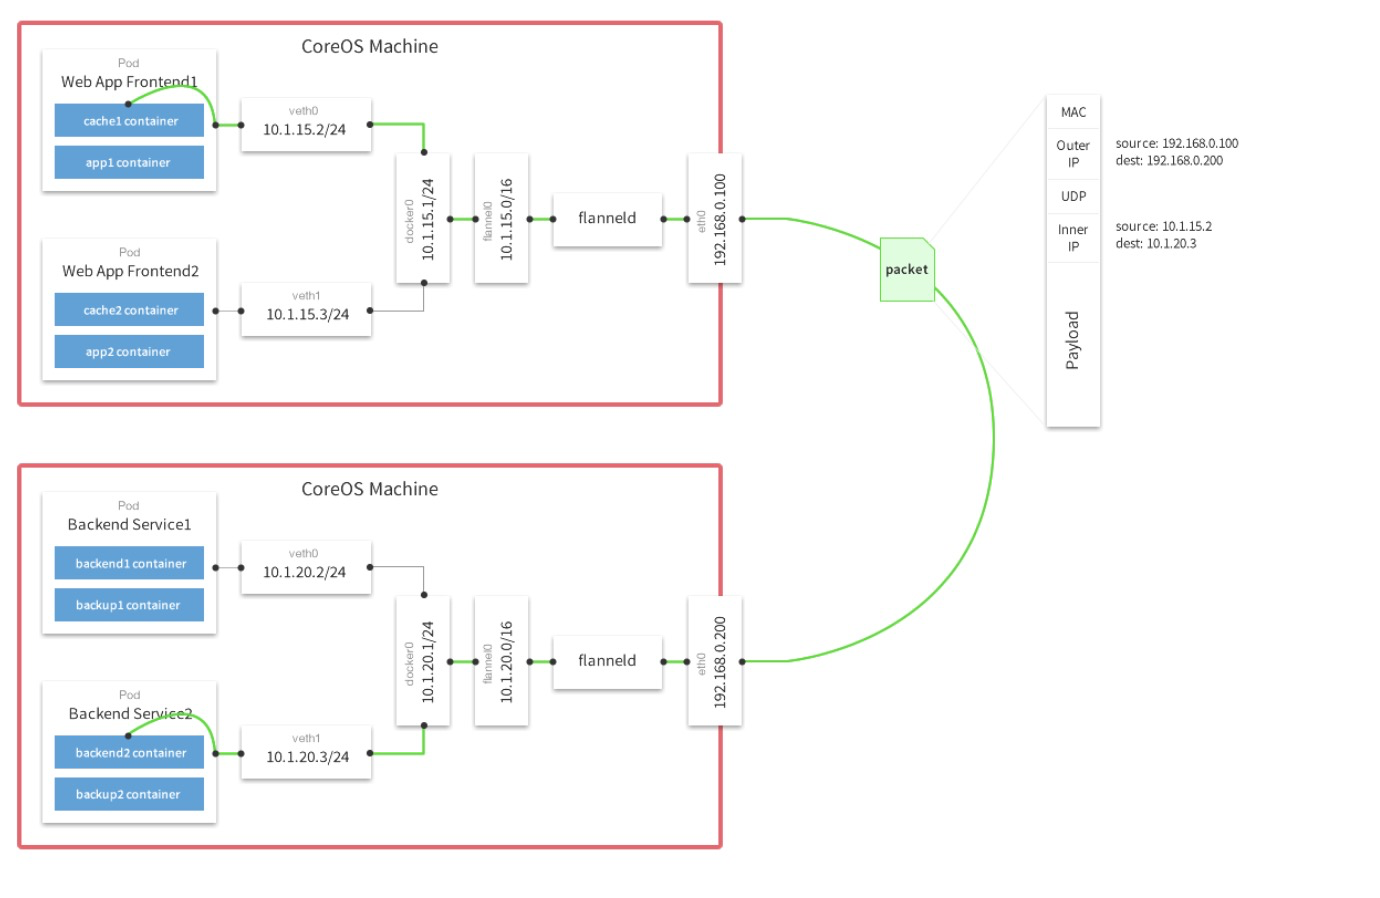 CoreOS Machine
Pod
Web App Frontend1
cache1 container
app1 container
veth0
10.1.15.2/24
Pod
Web App Frontend2
cache2 container
app2 container
veth1
10.1.15.3/24
docker0
10.1.15.1/24
flannel0
10.1.15.0/16
flanneld
eth0
192.168.0.100
packet
MAC
Outer
IP
source: 192.168.0.100
dest: 192.168.0.200
UDP
Inner
IP
source: 10.1.15.2
dest: 10.1.20.3
Payload
CoreOS Machine
Pod
Backend Service1
backend1 container
backup1 container
veth0
10.1.20.2/24
Pod
Backend Service2
backend2 container
backup2 container
veth1
10.1.20.3/24
docker0
10.1.20.1/24
flannel0
10.1.20.0/16
flanneld
eth0
192.168.0.200